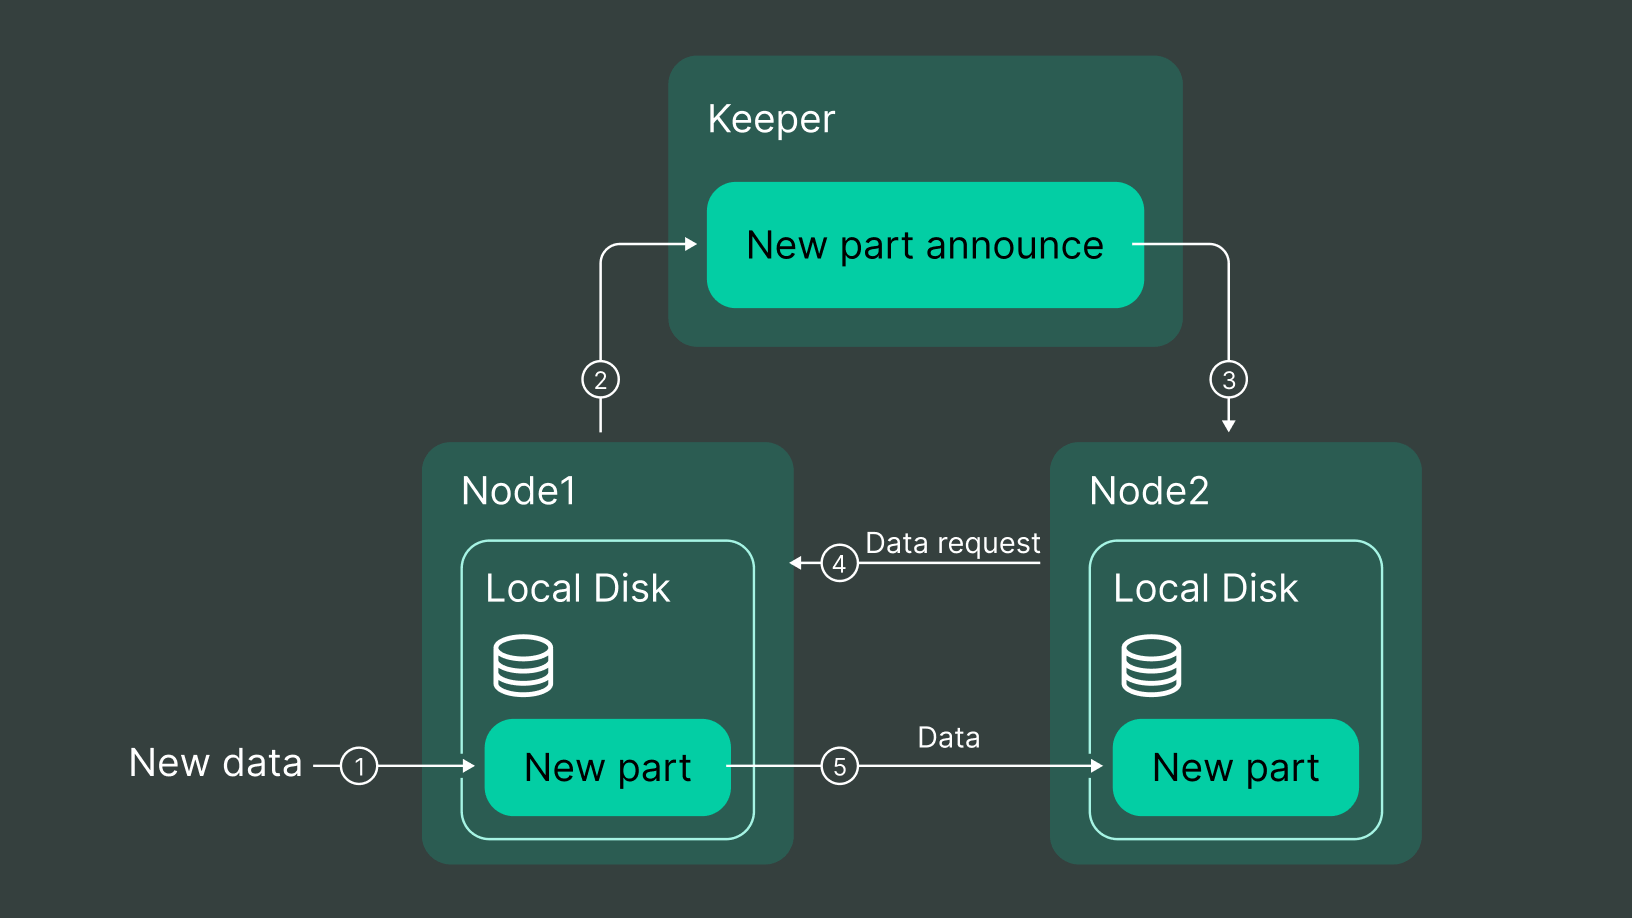 Keeper
New part announce
2
3
Node1
Node2
Data request
4
Local Disk
Local Disk
Data
New data
1
New part
5
New part